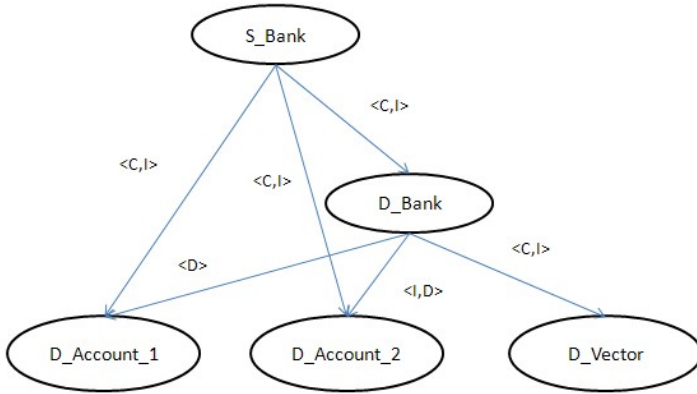 S_Bank
<C,I>
<C,I>
<C,I>
D_Bank
<C,I>
<D>
<I,D>
D_Account_1
D_Account_2
D_Vector